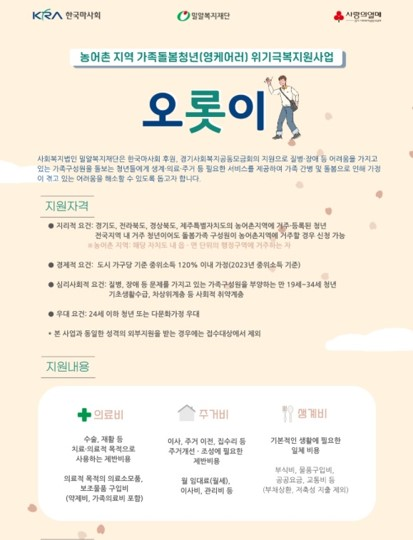 KRA 한국마사회
밀알복지재단
사랑의열매
농어촌 지역 가족돌봄청년(영케어러) 위기극복지원사업
오롯이
사회복지법인 밀알복지재단은 한국마사회 후원, 경기사회복지공동모금회의 지원으로 질병·장애 등 어려움을 가지고
있는 가족구성원을 돌보는 청년들에게 생계·의료·주거 등 필요한 서비스를 제공하여 가족 간병 및 돌봄으로 인해 가정
이 겪고 있는 어려움을 해소할 수 있도록 돕고자 합니다.
지원자격
● 지리적 요건: 경기도, 전라북도, 경상북도, 제주특별자치도의 농어촌지역에 거주·등록된 청년
전국지역 내 거주 청년이어도 돌봄가족 구성원이 농어촌지역에 거주할 경우 신청 가능
※농어촌 지역: 해당 자치도 내 읍·면 단위의 행정구역에 거주하는 자
● 경제적 요건: 도시 가구당 기준 중위소득 120% 이내 가정(2023년 중위소득 기준)
● 심리사회적 요건: 질병, 장애 등 문제를 가지고 있는 가족구성원을 부양하는 만 19세~34세 청년
기초생활수급, 차상위계층 등 사회적 취약계층
● 우대 요건: 24세 이하 청년 또는 다문화가정 우대
* 본 사업과 동일한 성격의 외부지원을 받는 경우에는 접수대상에서 제외
지원내용
의료비
수술, 재활 등
치료·의료적 목적으로
사용하는 제반비용
의료적 목적의 의료소모품,
보조물품 구입비
(약제비, 가족의료비 포함)
주거비
이사, 주거 이전, 집수리 등
주거개선·조성에 필요한
제반비용
월 임대료(월세),
이사비, 관리비 등
생계비
기본적인 생활에 필요한
일체 비용
부식비, 물품구입비,
공공요금, 교통비 등
(부채상환, 저축성 지출 제외)